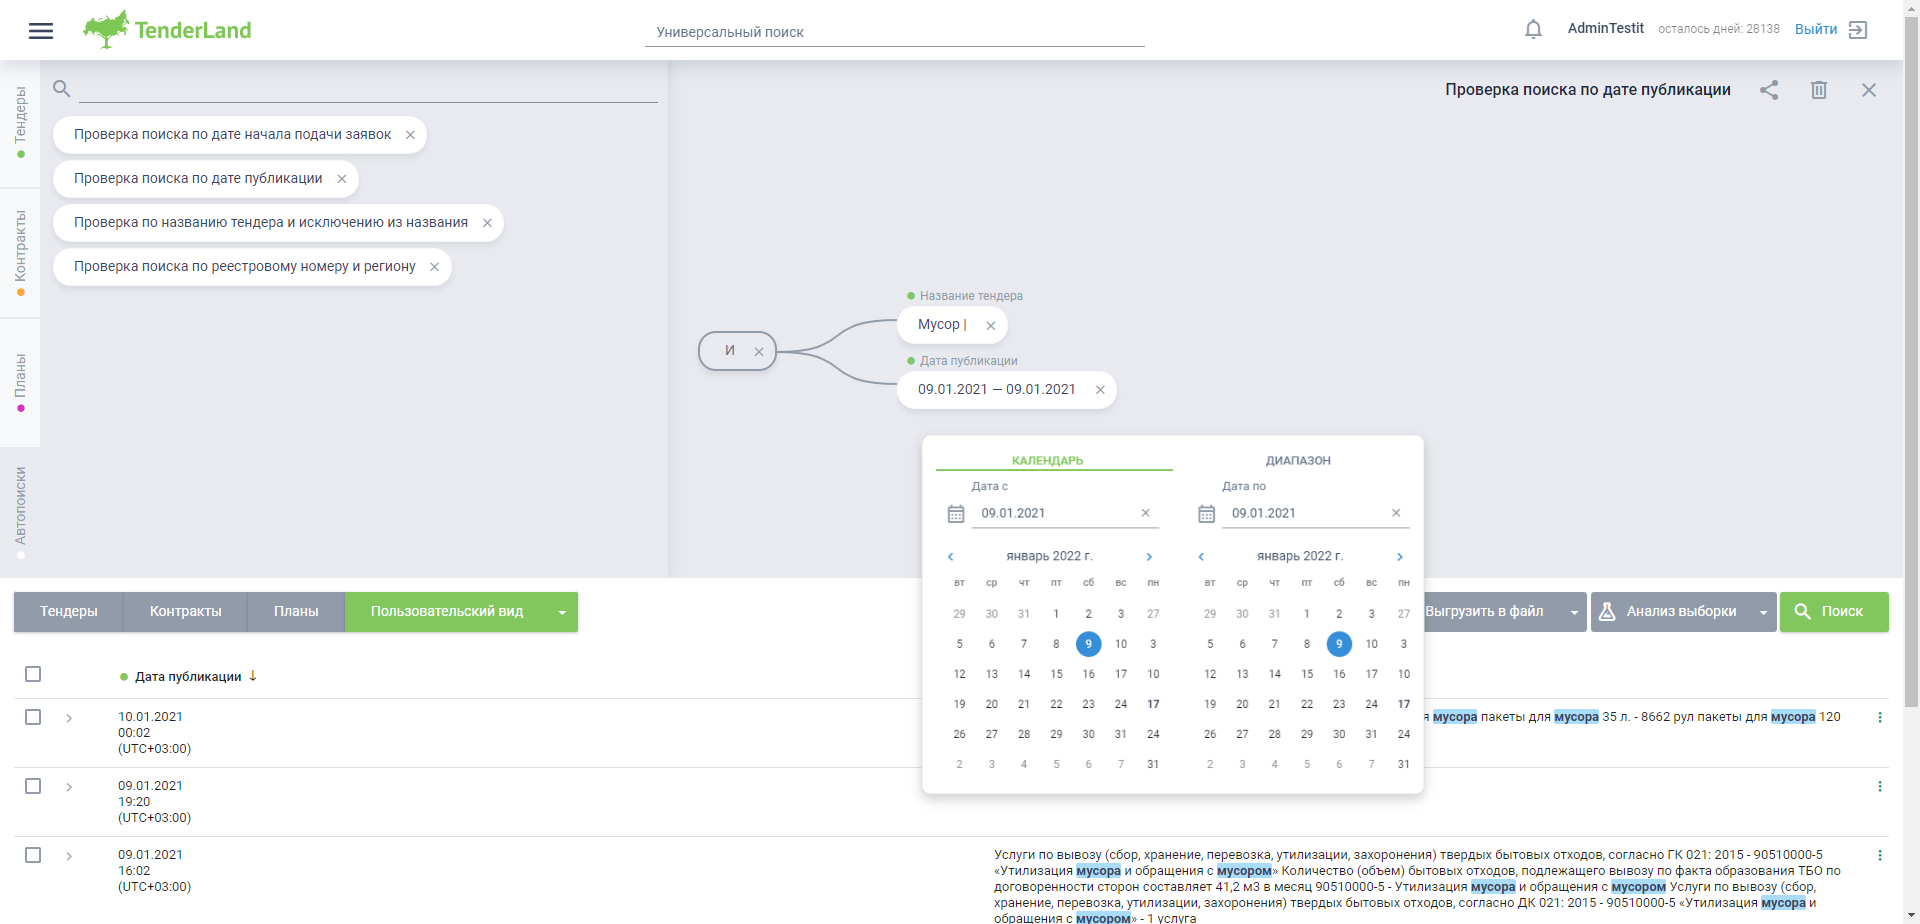 TenderLand
Универсальный поиск
AdminTestit
осталось дней: 28138
Выйти
Тендеры
Контракты
Планы
Автопоиски
Проверка поиска по дате начала подачи заявок
Проверка поиска по дате публикации
Проверка по названию тендера и исключению из названия
Проверка поиска по реестровому номеру и региону
Проверка поиска по дате публикации
И
Название тендера
Мусор |
Дата публикации
09.01.2021 — 09.01.2021
КАЛЕНДАРЬ
ДИАПАЗОН
Дата с
09.01.2021
январь 2022 г.
вт ср чт пт сб вс пн
29 30 31 1 2 3 27
5 6 7 8 9 10 3
12 13 14 15 16 17 10
19 20 21 22 23 24 17
26 27 28 29 30 31 24
2 3 4 5 6 7 31
Дата по
09.01.2021
январь 2022 г.
вт ср чт пт сб вс пн
29 30 31 1 2 3 27
5 6 7 8 9 10 3
12 13 14 15 16 17 10
19 20 21 22 23 24 17
26 27 28 29 30 31 24
2 3 4 5 6 7 31
Тендеры
Контракты
Планы
Пользовательский вид
Выгрузить в файл
Анализ выборки
Поиск
Дата публикации
10.01.2021
00:02
(UTC+03:00)
я мусора пакеты для мусора 35 л. - 8662 рул пакеты для мусора 120
09.01.2021
19:20
(UTC+03:00)
09.01.2021
16:02
(UTC+03:00)
Услуги по вывозу (сбор, хранение, перевозка, утилизации, захоронения) твердых бытовых отходов, согласно ГК 021: 2015 - 90510000-5
«Утилизация мусора и обращения с мусором» Количество (объем) бытовых отходов, подлежащего вывозу по факта образования ТБО по
договоренности сторон составляет 41,2 м3 в месяц 90510000-5 - Утилизация мусора и обращения с мусором Услуги по вывозу (сбор,
хранение, перевозка, утилизации, захоронения) твердых бытовых отходов, согласно ДК 021: 2015 - 90510000-5 «Утилизация мусора и
обращения с мусором» - 1 услуга